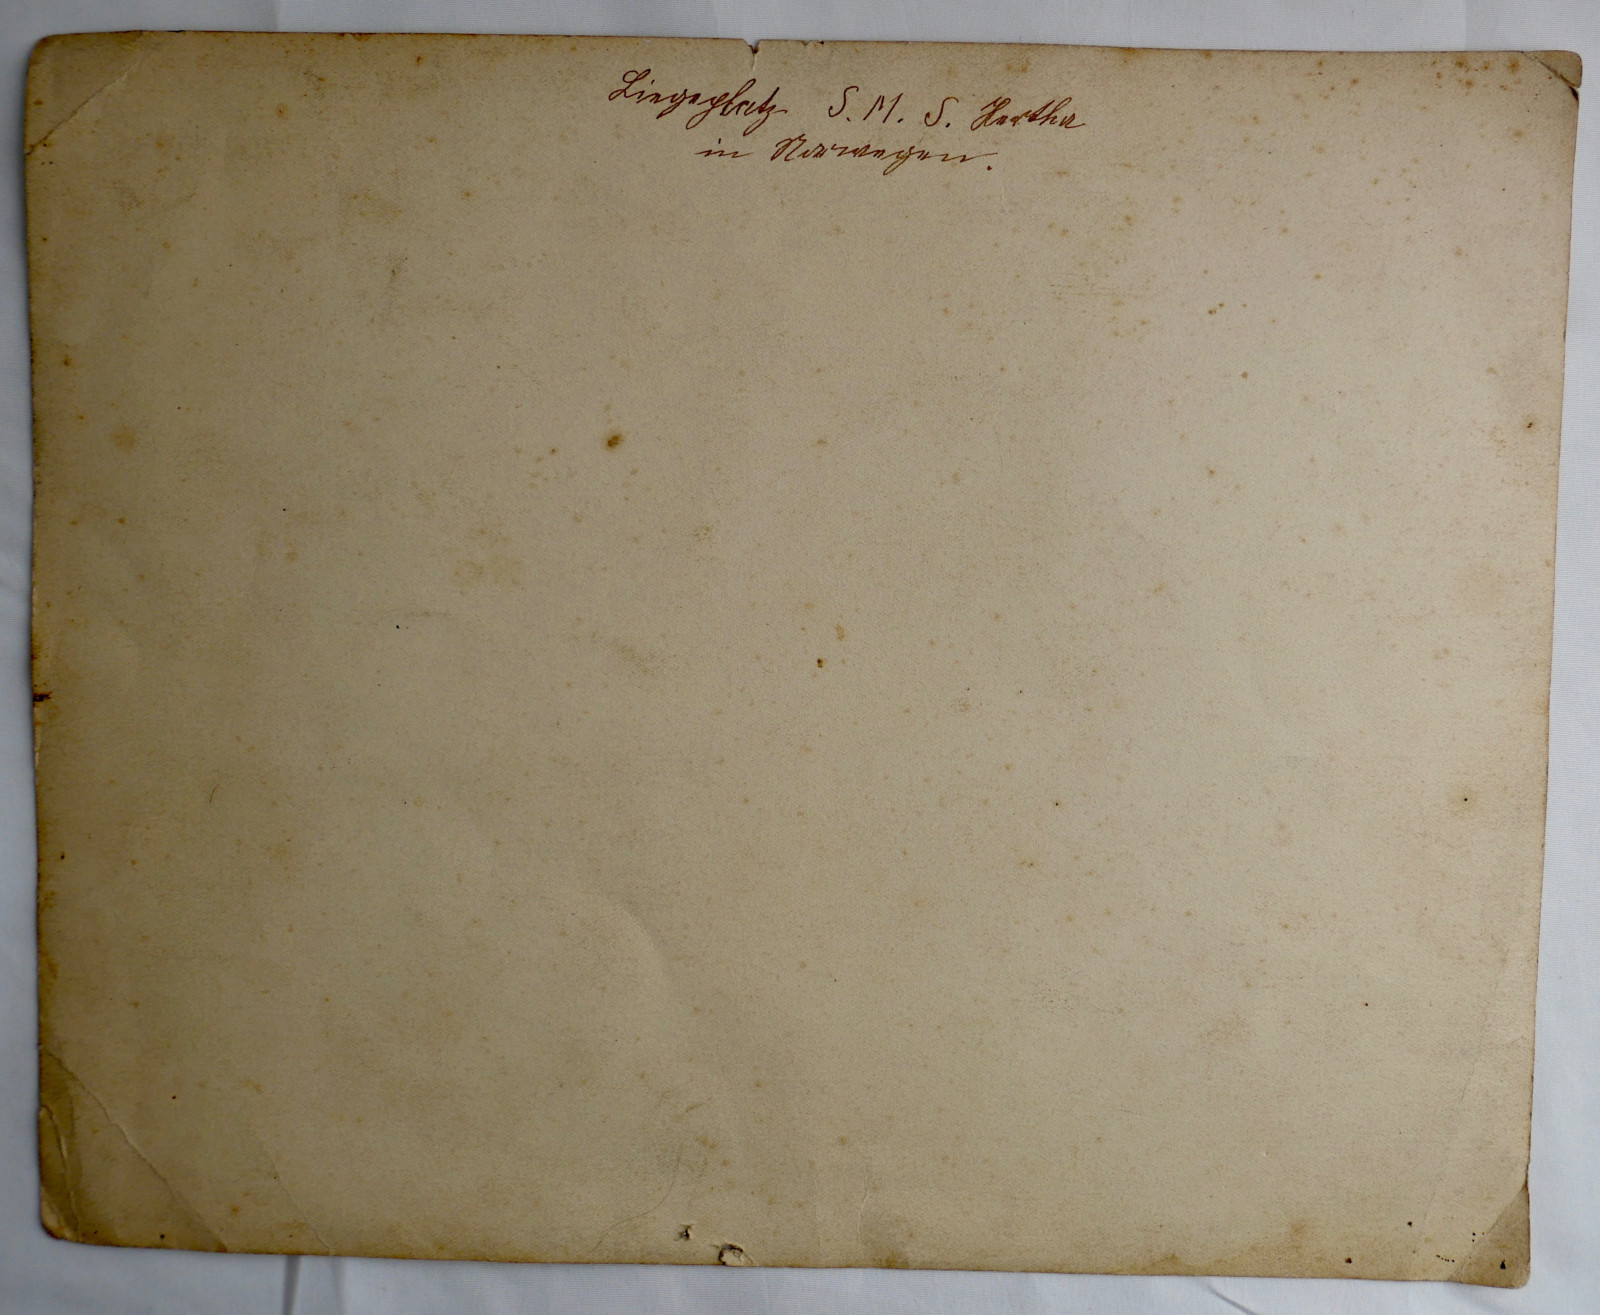 Liegeplatz S. M. S. Hertha
in Norwegen.